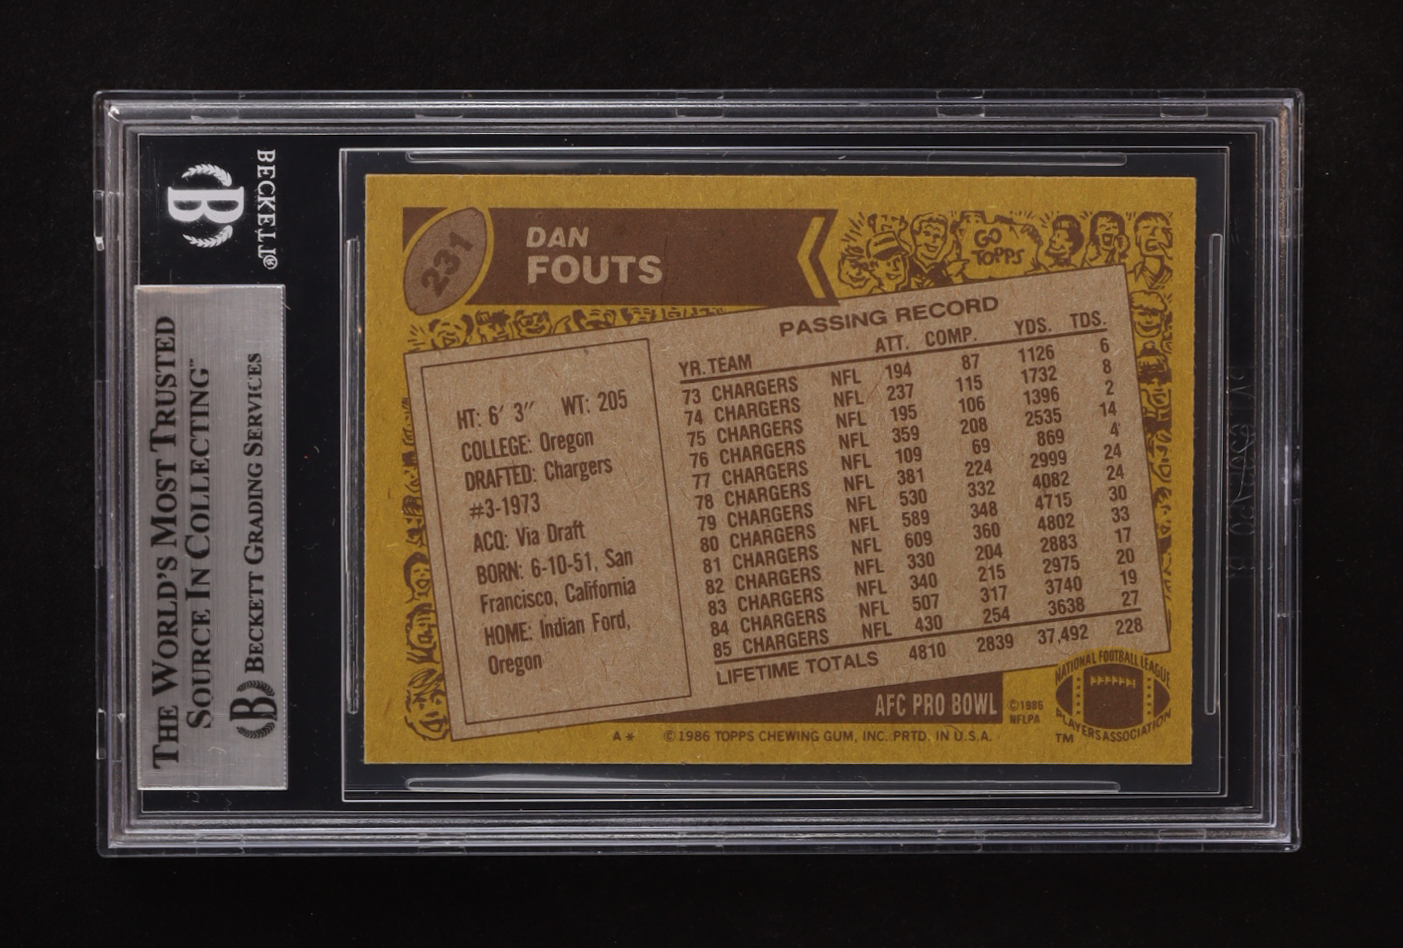 BECKETT®
B
THE WORLD'S MOST TRUSTED
SOURCE IN COLLECTING™
B BECKETT GRADING SERVICES
231
DAN
FOUTS
GO
TOPPS
HT: 6' 3" WT: 205
COLLEGE: Oregon
DRAFTED: Chargers
#3-1973
ACQ: Via Draft
BORN: 6-10-51, San
Francisco, California
HOME: Indian Ford,
Oregon
PASSING RECORD
YR. TEAM ATT. COMP. YDS. TDS.
73 CHARGERS NFL 194 87 1126 6
74 CHARGERS NFL 237 115 1732 8
75 CHARGERS NFL 195 106 1396 2
76 CHARGERS NFL 359 208 2535 14
77 CHARGERS NFL 109 69 869 4
78 CHARGERS NFL 381 224 2999 24
79 CHARGERS NFL 530 332 4082 24
80 CHARGERS NFL 589 348 4715 30
81 CHARGERS NFL 609 360 4802 33
82 CHARGERS NFL 330 204 2883 17
83 CHARGERS NFL 340 215 2975 20
84 CHARGERS NFL 507 317 3740 19
85 CHARGERS NFL 430 254 3638 27
LIFETIME TOTALS 4810 2839 37,492 228
AFC PRO BOWL
©1986
NFLPA
NATIONAL FOOTBALL LEAGUE
PLAYERS ASSOCIATION
TM
A* ©1986 TOPPS CHEWING GUM, INC. PRTD. IN U.S.A.